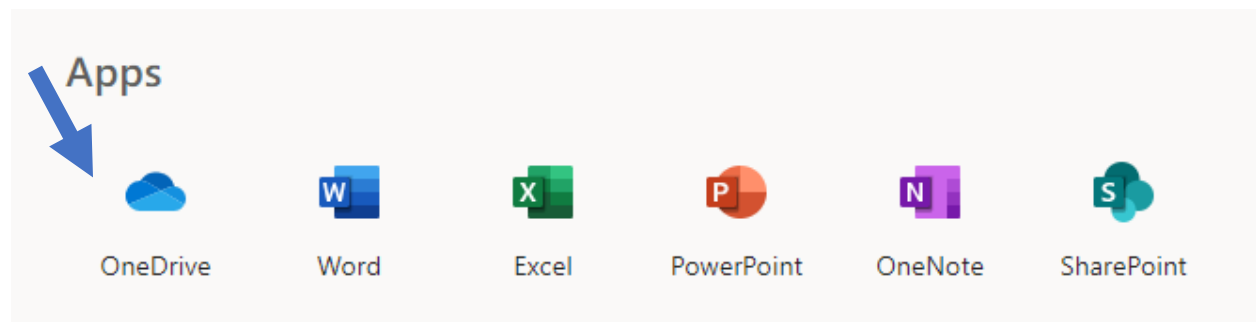 Apps
W X P N S
OneDrive Word Excel PowerPoint OneNote SharePoint